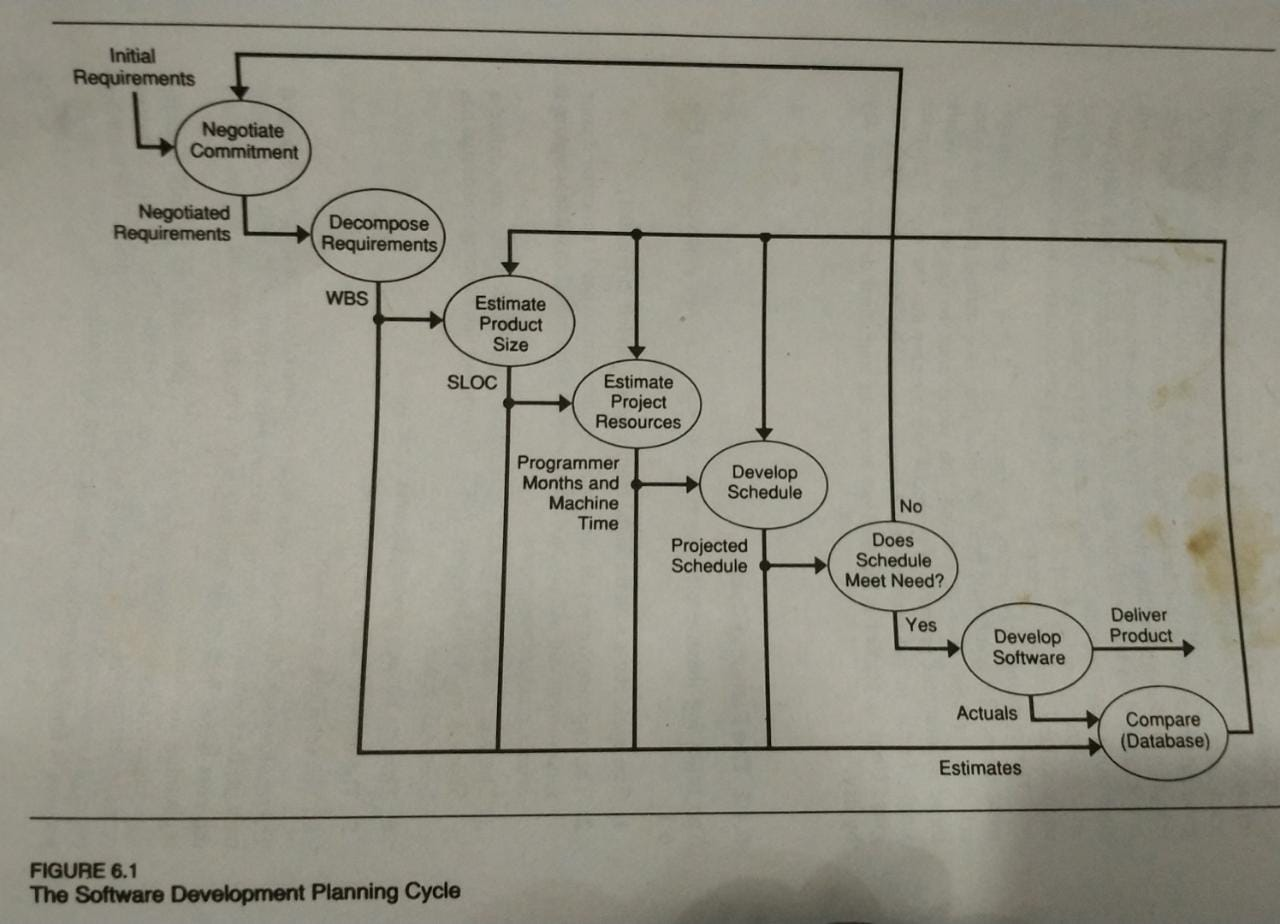 Initial
Requirements
Negotiate
Commitment
Negotiated
Requirements
Decompose
Requirements
WBS
Estimate
Product
Size
SLOC
Estimate
Project
Resources
Programmer
Months and
Machine
Time
Develop
Schedule
Projected
Schedule
No
Does
Schedule
Meet Need?
Yes
Develop
Software
Deliver
Product
Actuals
Compare
(Database)
Estimates
FIGURE 6.1
The Software Development Planning Cycle